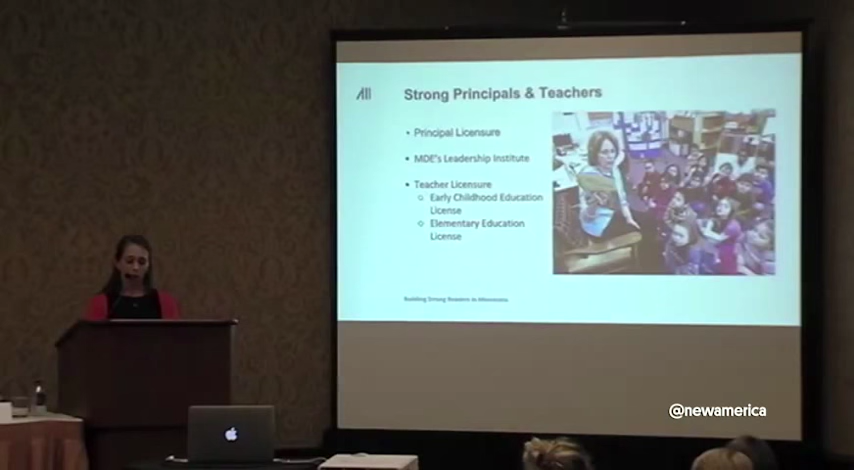 Strong Principals & Teachers
• Principal Licensure
• MDE's Leadership Institute
• Teacher Licensure
Early Childhood Education
License
Elementary Education
License
Building Strong Readers in Minnesota
@newamerica